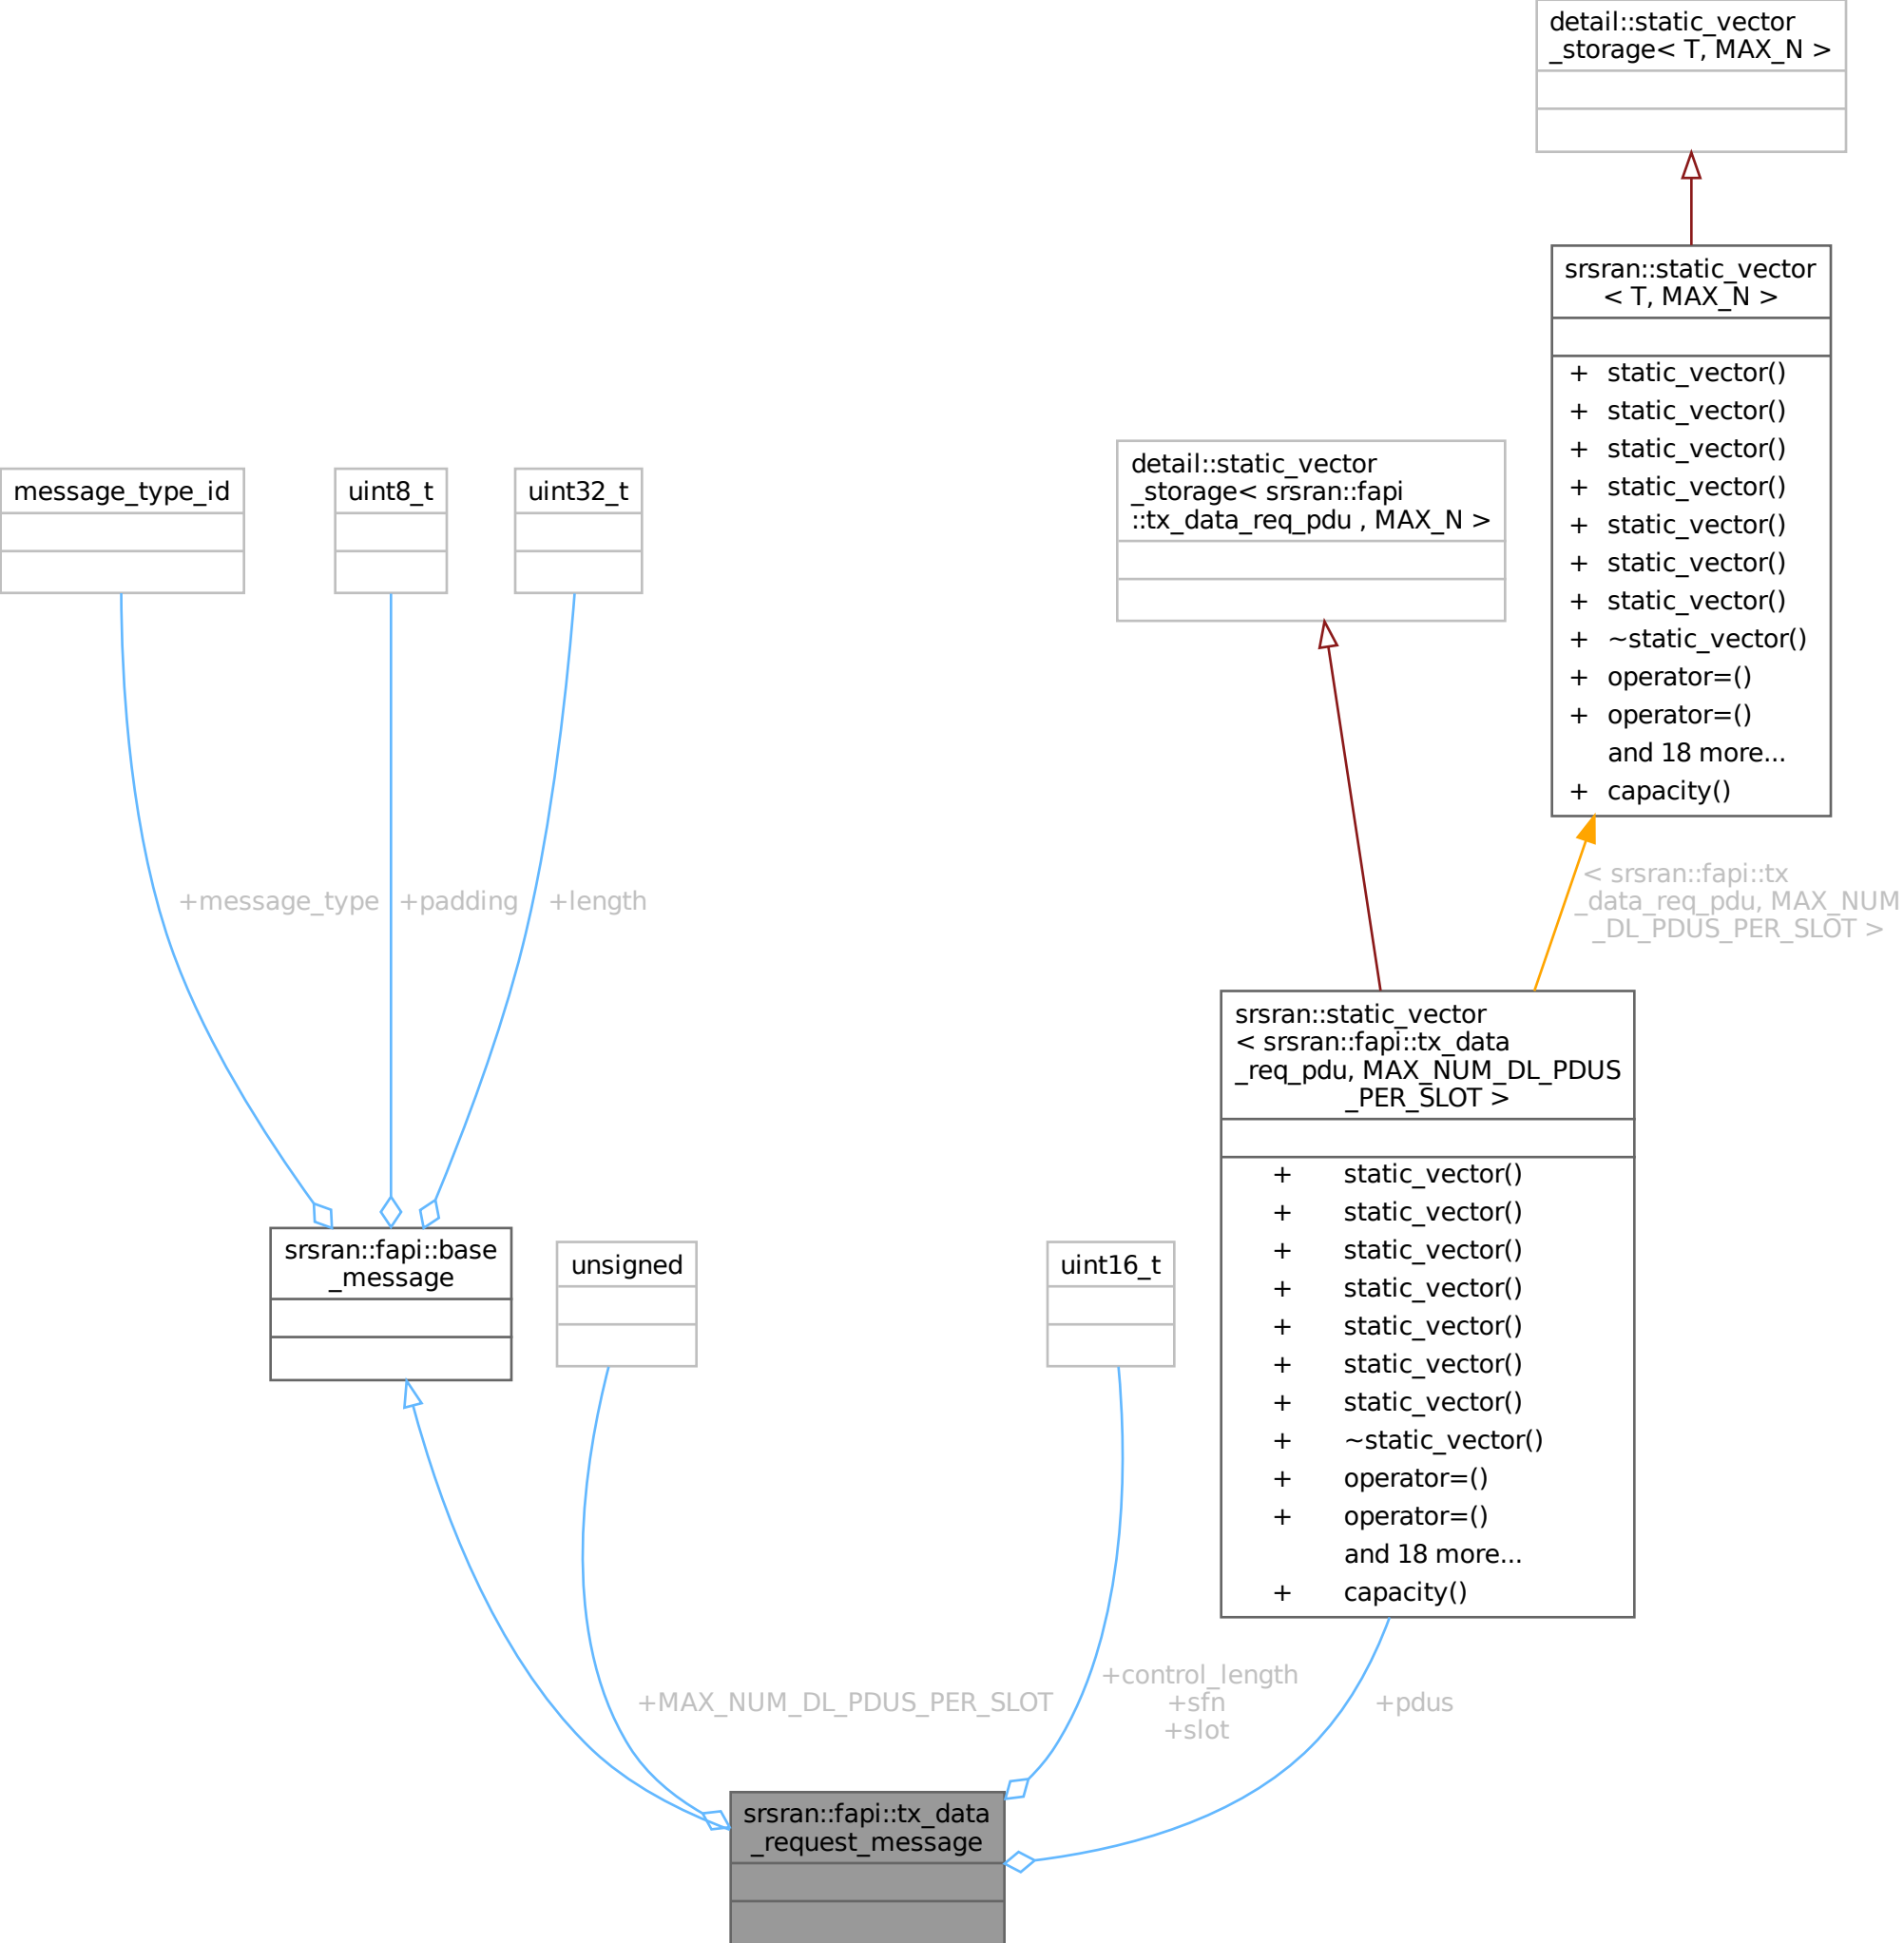 detail::static_vector
_storage< T, MAX_N >
srsran::static_vector
< T, MAX_N >
+ static_vector()
+ static_vector()
+ static_vector()
+ static_vector()
+ static_vector()
+ static_vector()
+ static_vector()
+ ~static_vector()
+ operator=()
+ operator=()
and 18 more...
+ capacity()
detail::static_vector
_storage< srsran::fapi
::tx_data_req_pdu , MAX_N >
message_type_id
uint8_t
uint32_t
+message_type
+padding
+length
< srsran::fapi::tx
_data_req_pdu, MAX_NUM
_DL_PDUS_PER_SLOT >
srsran::static_vector
< srsran::fapi::tx_data
_req_pdu, MAX_NUM_DL_PDUS
_PER_SLOT >
+ static_vector()
+ static_vector()
+ static_vector()
+ static_vector()
+ static_vector()
+ static_vector()
+ static_vector()
+ ~static_vector()
+ operator=()
+ operator=()
and 18 more...
+ capacity()
srsran::fapi::base
_message
unsigned
uint16_t
+MAX_NUM_DL_PDUS_PER_SLOT
+control_length
+sfn
+slot
+pdus
srsran::fapi::tx_data
_request_message